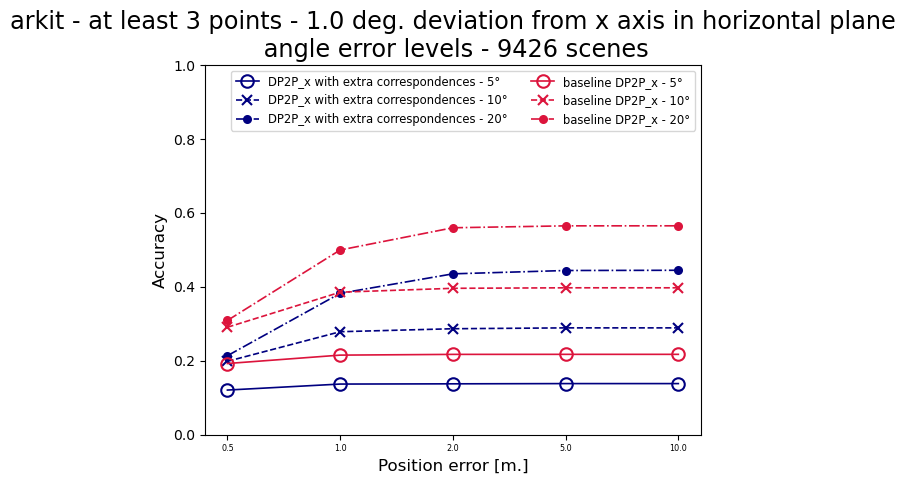 arkit - at least 3 points - 1.0 deg. deviation from x axis in horizontal plane
angle error levels - 9426 scenes
DP2P_x with extra correspondences - 5°
DP2P_x with extra correspondences - 10°
DP2P_x with extra correspondences - 20°
baseline DP2P_x - 5°
baseline DP2P_x - 10°
baseline DP2P_x - 20°
1.0
0.8
0.6
0.4
0.2
0.0
Accuracy
0.5 1.0 2.0 5.0 10.0
Position error [m.]